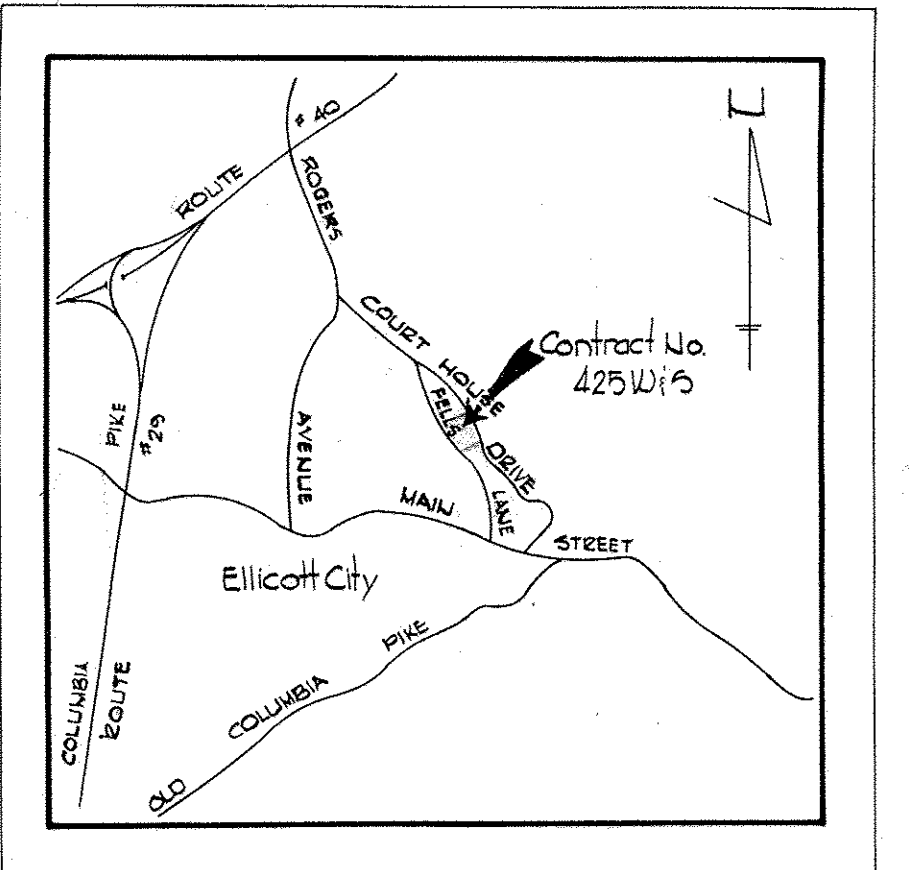 # 40
ROUTE
ROGERS
COURT HOUSE DRIVE
Contract No.
425 W&S
FELLS LANE
PIKE
# 29
AVENUE
MAIN STREET
Ellicott City
COLUMBIA
ROUTE
OLD COLUMBIA PIKE